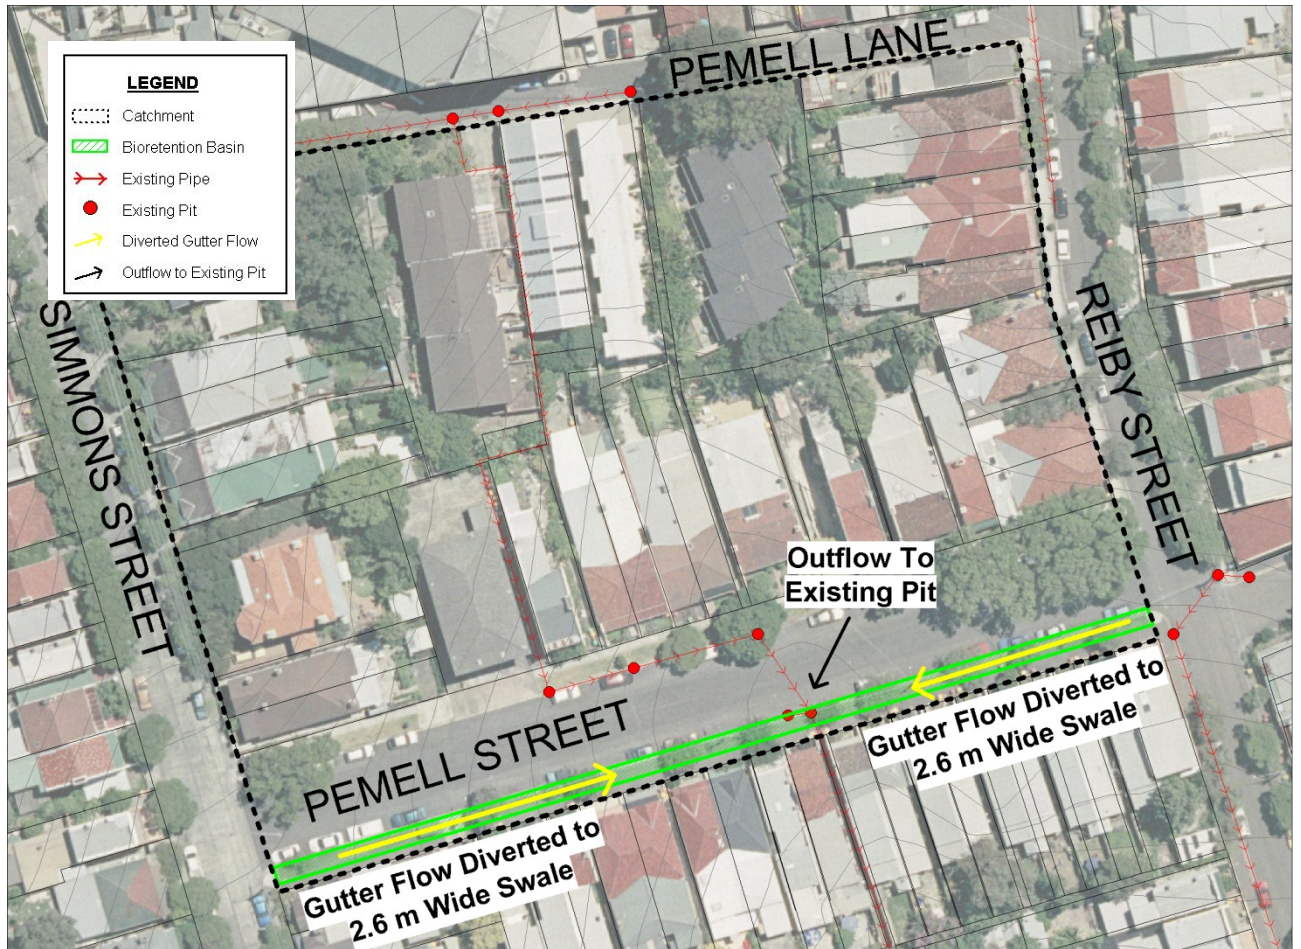 PEMELL LANE
LEGEND
Catchment
Bioretention Basin
Existing Pipe
Existing Pit
Diverted Gutter Flow
Outflow to Existing Pit
SIMMONS STREET
REIBY STREET
Outflow To
Existing Pit
PEMELL STREET
Gutter Flow Diverted to
2.6 m Wide Swale
Gutter Flow Diverted to
2.6 m Wide Swale